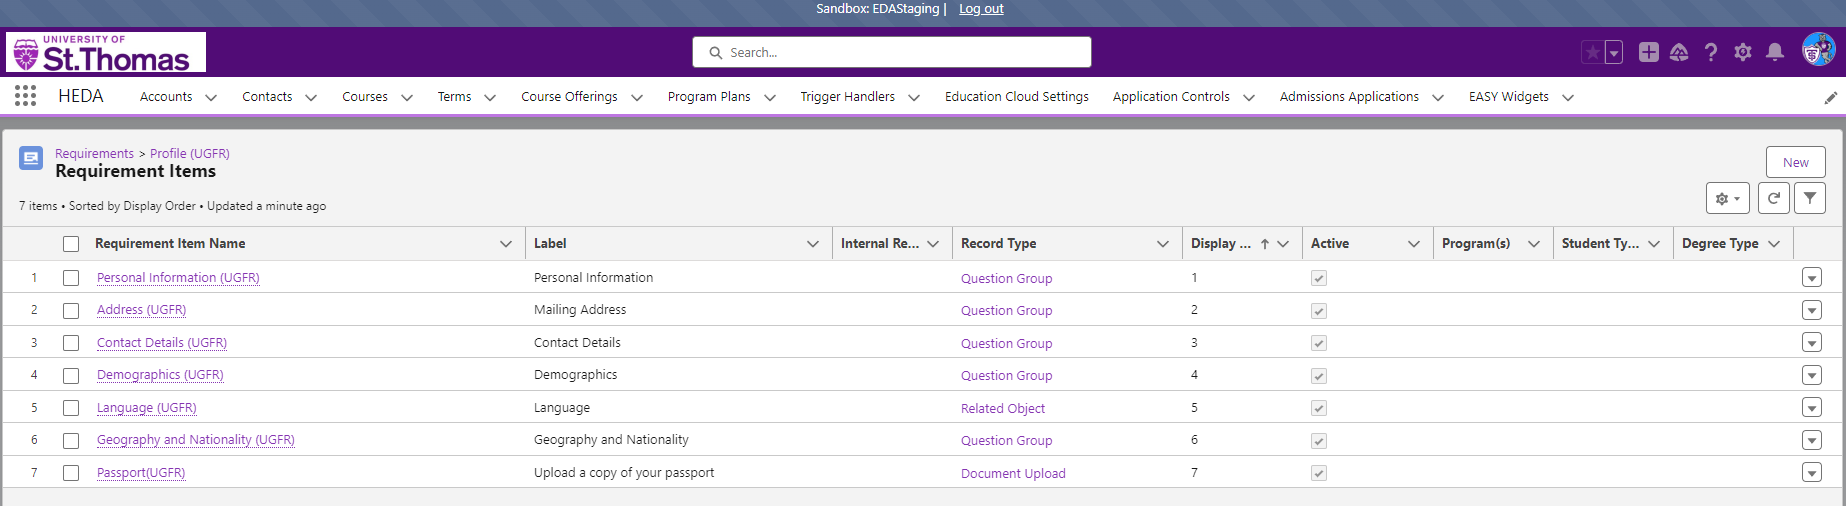 Sandbox: EDAStaging | Log out
UNIVERSITY OF
St.Thomas
Search...
HEDA Accounts Contacts Courses Terms Course Offerings Program Plans Trigger Handlers Education Cloud Settings Application Controls Admissions Applications EASY Widgets
Requirements > Profile (UGFR)
Requirement Items
New
7 items • Sorted by Display Order • Updated a minute ago
Requirement Item Name Label Internal Re... Record Type Display ... Active Program(s) Student Ty... Degree Type
1 Personal Information (UGFR) Personal Information Question Group 1
2 Address (UGFR) Mailing Address Question Group 2
3 Contact Details (UGFR) Contact Details Question Group 3
4 Demographics (UGFR) Demographics Question Group 4
5 Language (UGFR) Language Related Object 5
6 Geography and Nationality (UGFR) Geography and Nationality Question Group 6
7 Passport(UGFR) Upload a copy of your passport Document Upload 7